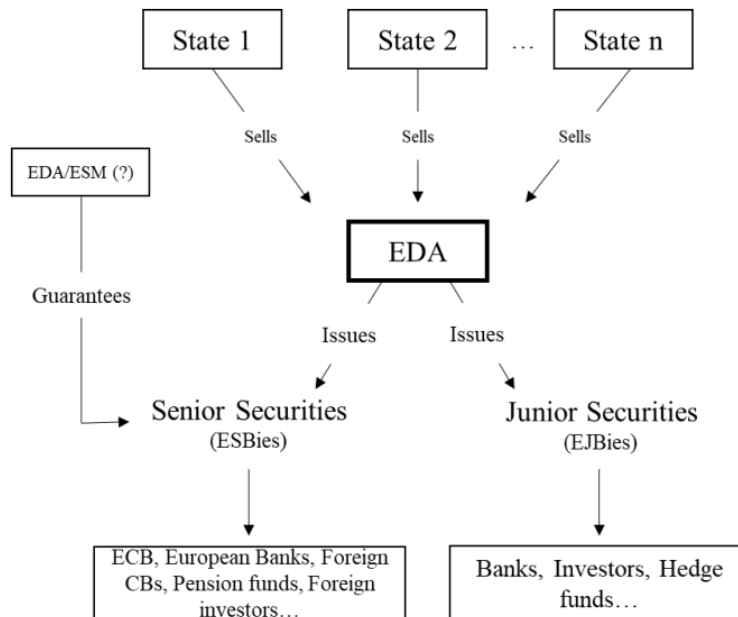 State 1
State 2
...
State n
Sells
Sells
Sells
EDA/ESM (?)
EDA
Guarantees
Issues
Issues
Senior Securities
(ESBies)
Junior Securities
(EJBies)
ECB, European Banks, Foreign
CBs, Pension funds, Foreign
investors…
Banks, Investors, Hedge
funds…